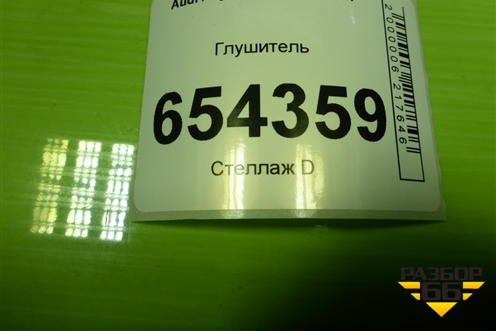 Глушитель
654359
Стеллаж D
2000006217646
РАЗБОР
66